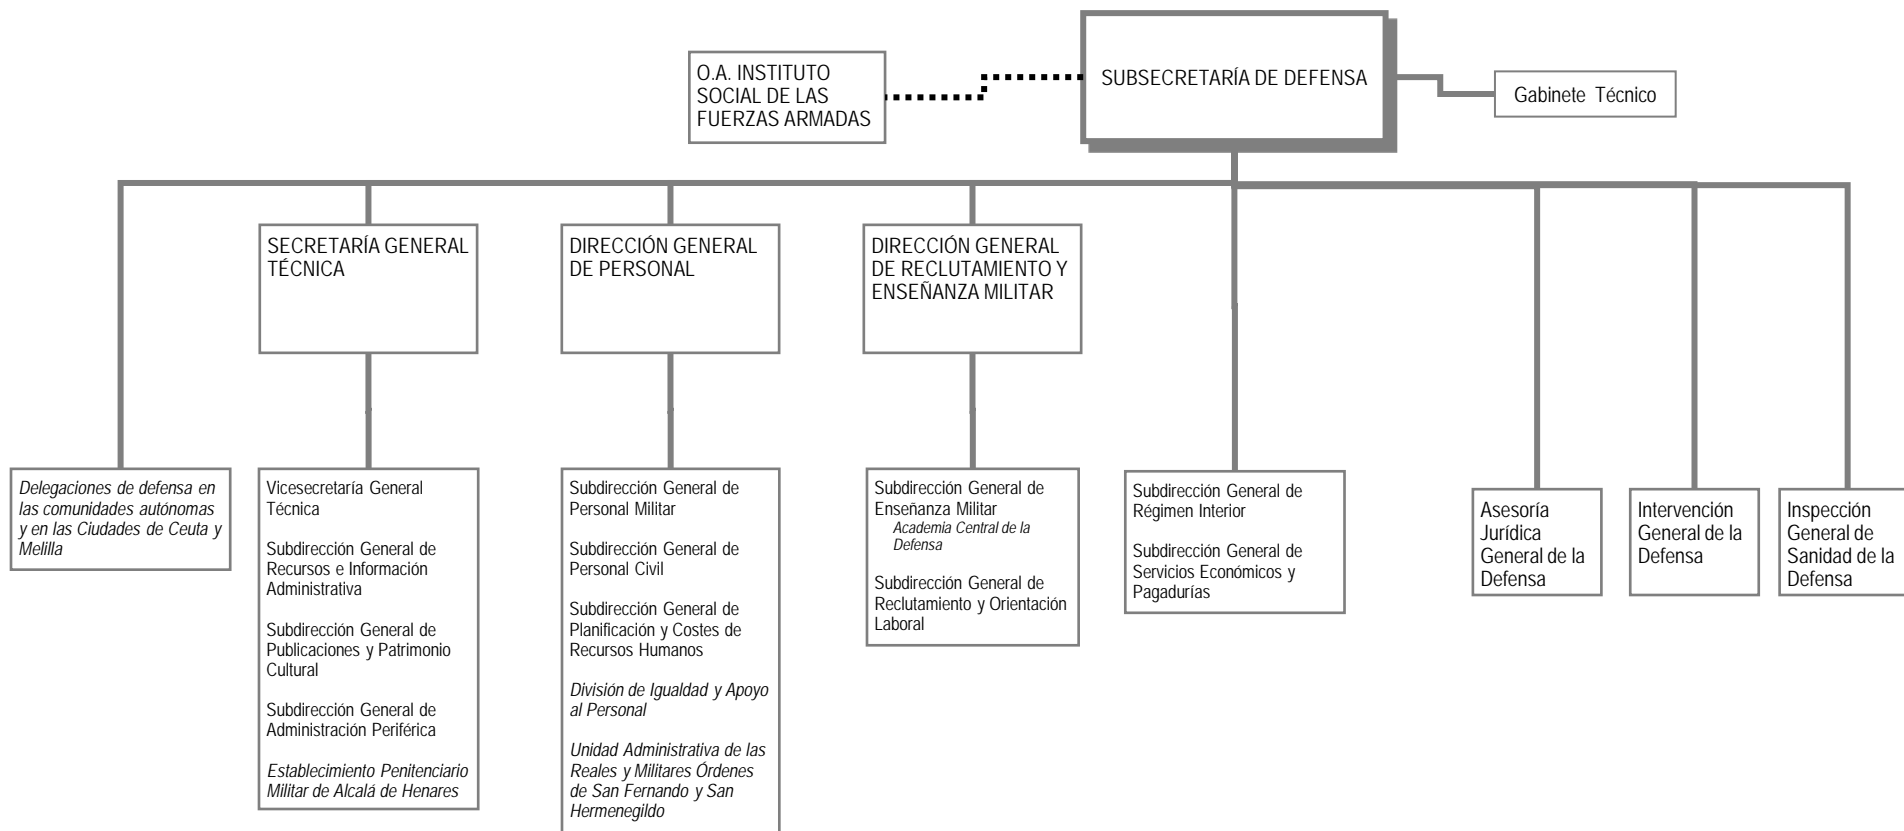 O.A. INSTITUTO
SOCIAL DE LAS
FUERZAS ARMADAS
SUBSECRETARÍA DE DEFENSA
Gabinete Técnico
SECRETARÍA GENERAL
TÉCNICA
DIRECCIÓN GENERAL
DE PERSONAL
DIRECCIÓN GENERAL
DE RECLUTAMIENTO Y
ENSEÑANZA MILITAR
Delegaciones de defensa en
las comunidades autónomas
y en las Ciudades de Ceuta y
Melilla
Vicesecretaría General
Técnica
Subdirección General de
Recursos e Información
Administrativa
Subdirección General de
Publicaciones y Patrimonio
Cultural
Subdirección General de
Administración Periférica
Establecimiento Penitenciario
Militar de Alcalá de Henares
Subdirección General de
Personal Militar
Subdirección General de
Personal Civil
Subdirección General de
Planificación y Costes de
Recursos Humanos
División de Igualdad y Apoyo
al Personal
Unidad Administrativa de las
Reales y Militares Órdenes
de San Fernando y San
Hermenegildo
Subdirección General de
Enseñanza Militar
Academia Central de la
Defensa
Subdirección General de
Reclutamiento y Orientación
Laboral
Subdirección General de
Régimen Interior
Subdirección General de
Servicios Económicos y
Pagadurías
Asesoría
Jurídica
General de la
Defensa
Intervención
General de la
Defensa
Inspección
General de
Sanidad de la
Defensa